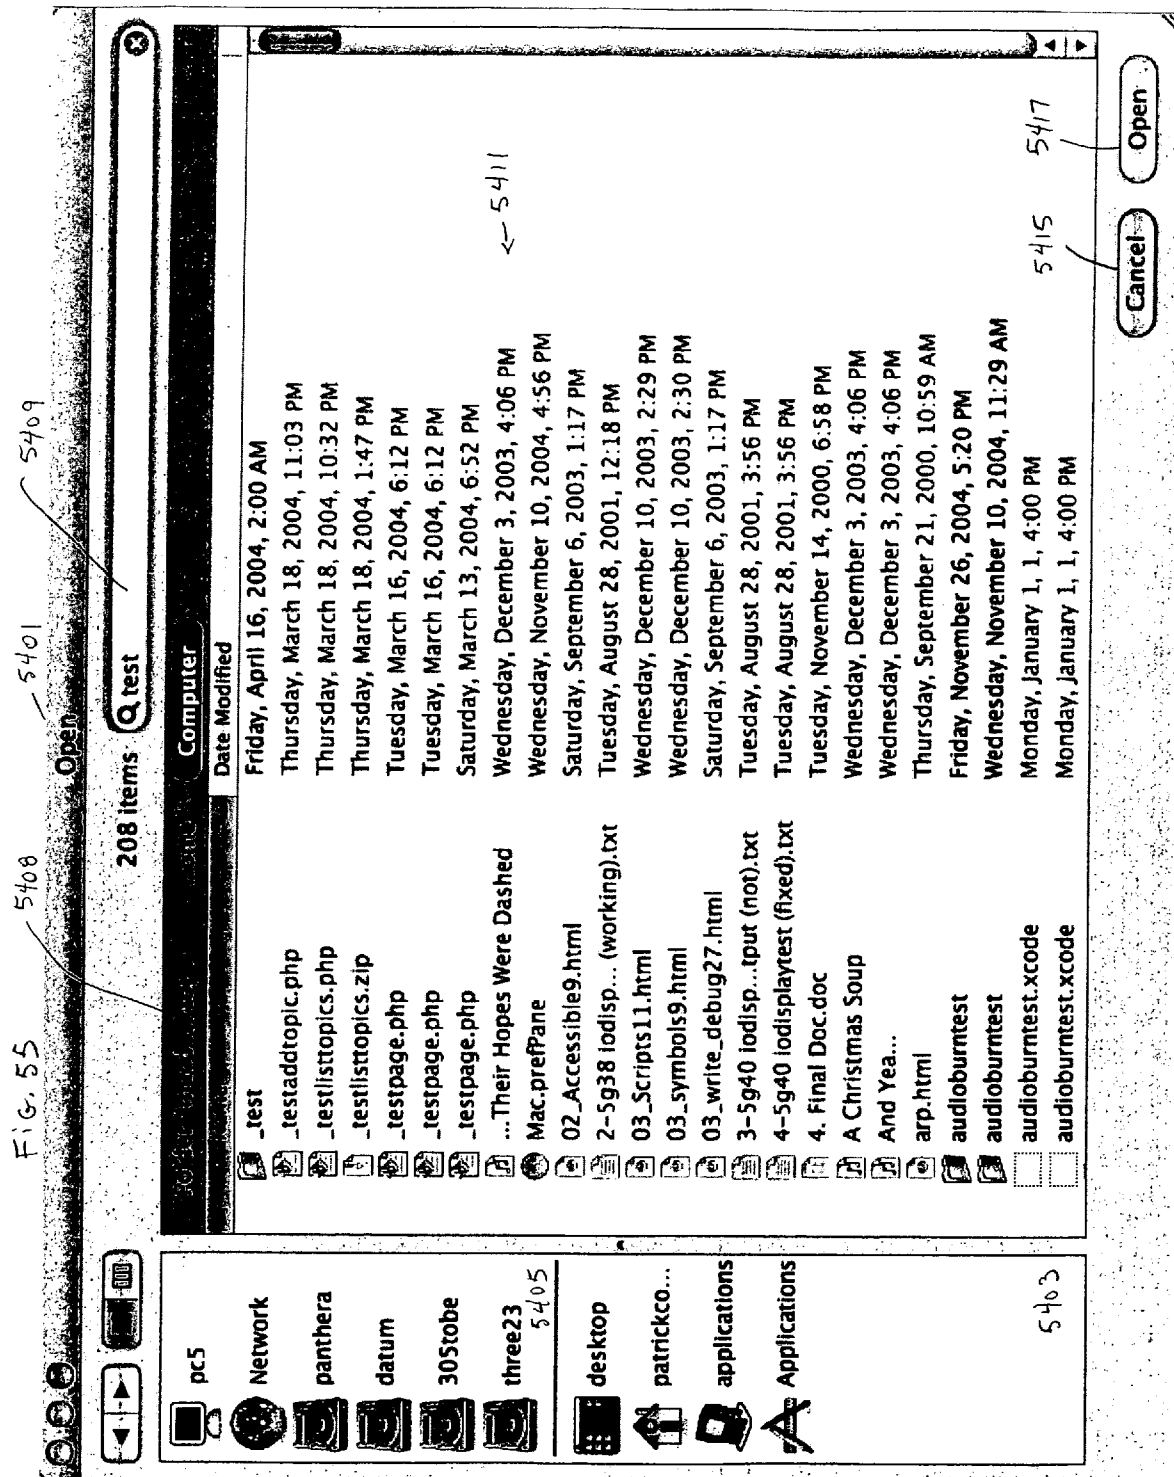 Fig. 55
5408
5401
5409
Open
208 items
test
Computer
Date Modified
pc5
Network
panthera
datum
305tobe
three23
5405
desktop
patrickco...
applications
Applications
5403
_test Friday, April 16, 2004, 2:00 AM
_testaddtopic.php Thursday, March 18, 2004, 11:03 PM
_testlisttopics.php Thursday, March 18, 2004, 10:32 PM
_testlisttopics.zip Thursday, March 18, 2004, 1:47 PM
_testpage.php Tuesday, March 16, 2004, 6:12 PM
_testpage.php Tuesday, March 16, 2004, 6:12 PM
_testpage.php Saturday, March 13, 2004, 6:52 PM
...Their Hopes Were Dashed Wednesday, December 3, 2003, 4:06 PM
← 5411
Mac.prefPane Wednesday, November 10, 2004, 4:56 PM
02_Accessible9.html Saturday, September 6, 2003, 1:17 PM
2-5g38 iodisp... (working).txt Tuesday, August 28, 2001, 12:18 PM
03_Scripts11.html Wednesday, December 10, 2003, 2:29 PM
03_symbols9.html Wednesday, December 10, 2003, 2:30 PM
03_write_debug27.html Saturday, September 6, 2003, 1:17 PM
3-5g40 iodisp...tput (not).txt Tuesday, August 28, 2001, 3:56 PM
4-5g40 iodisplaytest (fixed).txt Tuesday, August 28, 2001, 3:56 PM
4. Final Doc.doc Tuesday, November 14, 2000, 6:58 PM
A Christmas Soup Wednesday, December 3, 2003, 4:06 PM
And Yea... Wednesday, December 3, 2003, 4:06 PM
arp.html Thursday, September 21, 2000, 10:59 AM
audioburntest Friday, November 26, 2004, 5:20 PM
audioburntest Wednesday, November 10, 2004, 11:29 AM
audioburntest.xcode Monday, January 1, 1, 4:00 PM
audioburntest.xcode Monday, January 1, 1, 4:00 PM
5415
5417
Cancel
Open